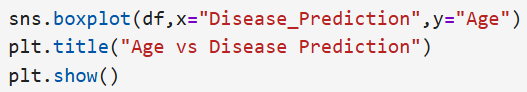 sns.boxplot(df,x="Disease_Prediction",y="Age")
plt.title("Age vs Disease Prediction")
plt.show()